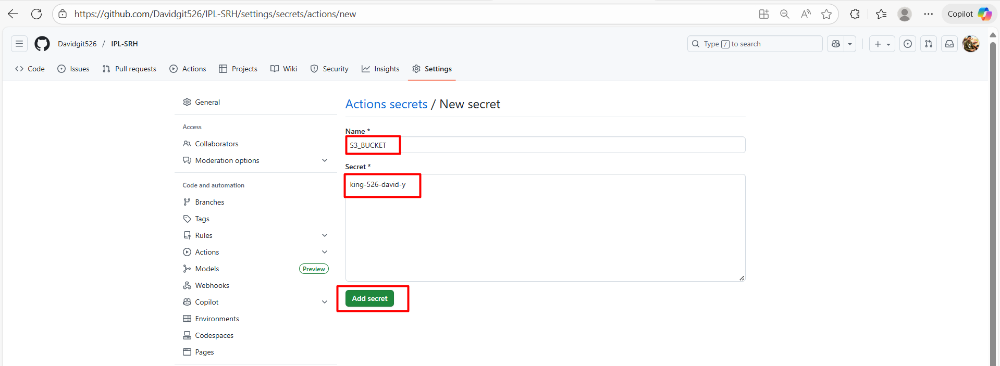 https://github.com/Davidgit526/IPL-SRH/settings/secrets/actions/new
Copilot
Davidgit526 / IPL-SRH
Type / to search
Code Issues Pull requests Actions Projects Wiki Security Insights Settings
General
Access
Collaborators
Moderation options
Code and automation
Branches
Tags
Rules
Actions
Models Preview
Webhooks
Copilot
Environments
Codespaces
Pages
Actions secrets / New secret
Name *
S3_BUCKET
Secret *
king-526-david-y
Add secret